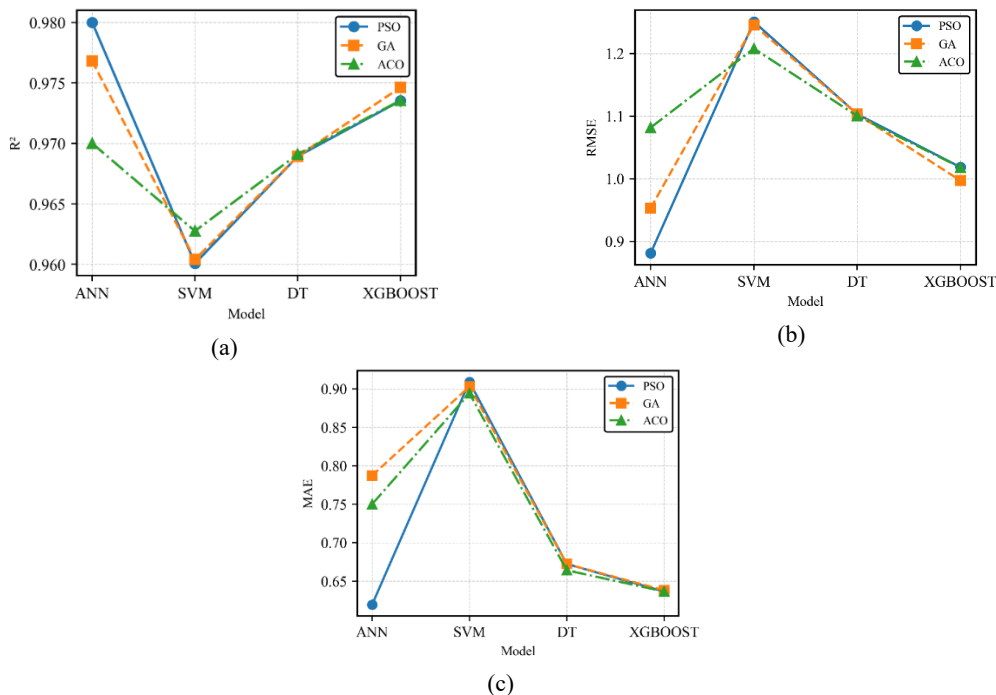 0.980
0.975
0.970
0.965
0.960
R²
ANN
SVM
DT
XGBOOST
Model
PSO
GA
ACO
(a)
1.2
1.1
1.0
0.9
RMSE
ANN
SVM
DT
XGBOOST
Model
PSO
GA
ACO
(b)
0.90
0.85
0.80
0.75
0.70
0.65
MAE
ANN
SVM
DT
XGBOOST
Model
PSO
GA
ACO
(c)